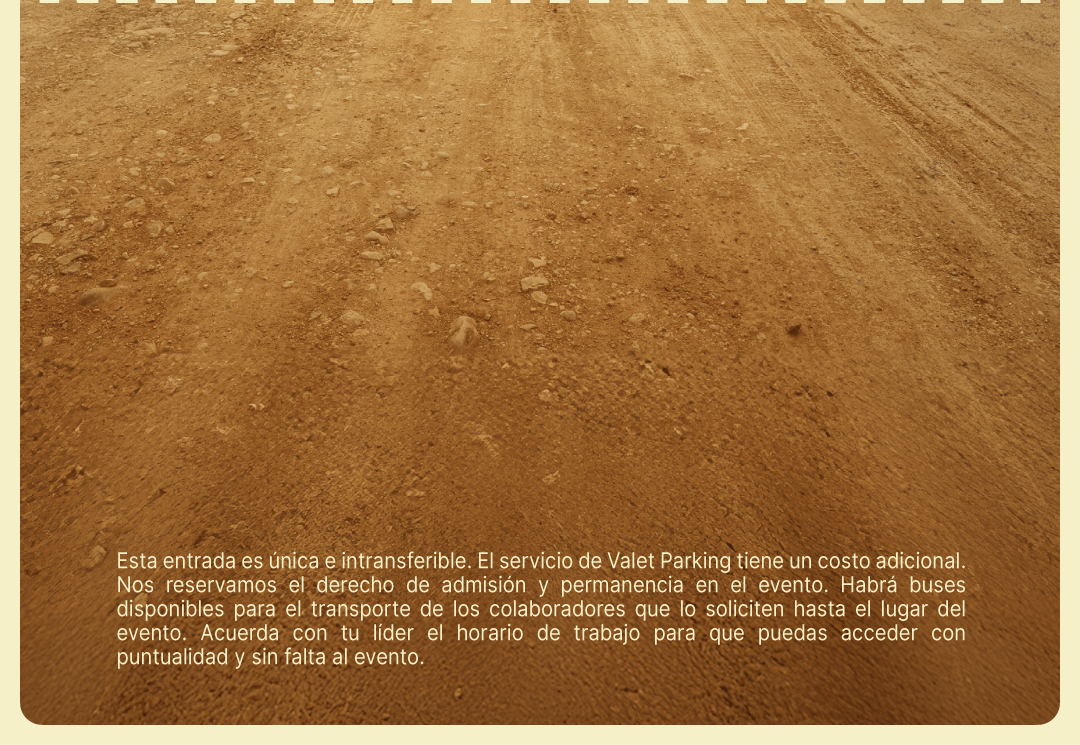 Esta entrada es única e intransferible. El servicio de Valet Parking tiene un costo adicional.
Nos reservamos el derecho de admisión y permanencia en el evento. Habrá buses
disponibles para el transporte de los colaboradores que lo soliciten hasta el lugar del
evento. Acuerda con tu líder el horario de trabajo para que puedas acceder con
puntualidad y sin falta al evento.